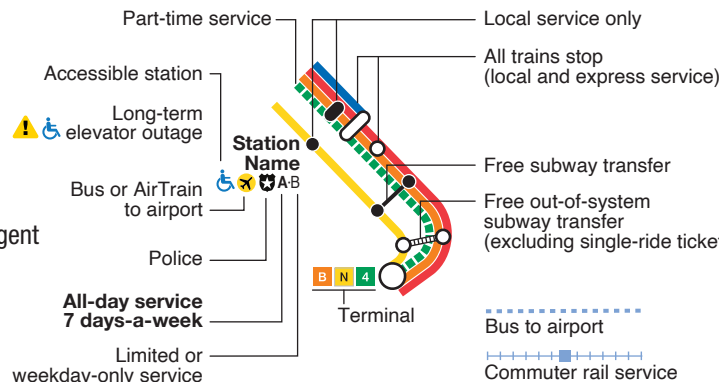 Part-time service
Local service only
All trains stop
(local and express service)
Accessible station
Long-term
elevator outage
Station
Name
A·B
Bus or AirTrain
to airport
gent
Police
All-day service
7 days-a-week
Limited or
weekday-only service
Free subway transfer
Free out-of-system
subway transfer
(excluding single-ride ticket
B N 4
Terminal
Bus to airport
Commuter rail service